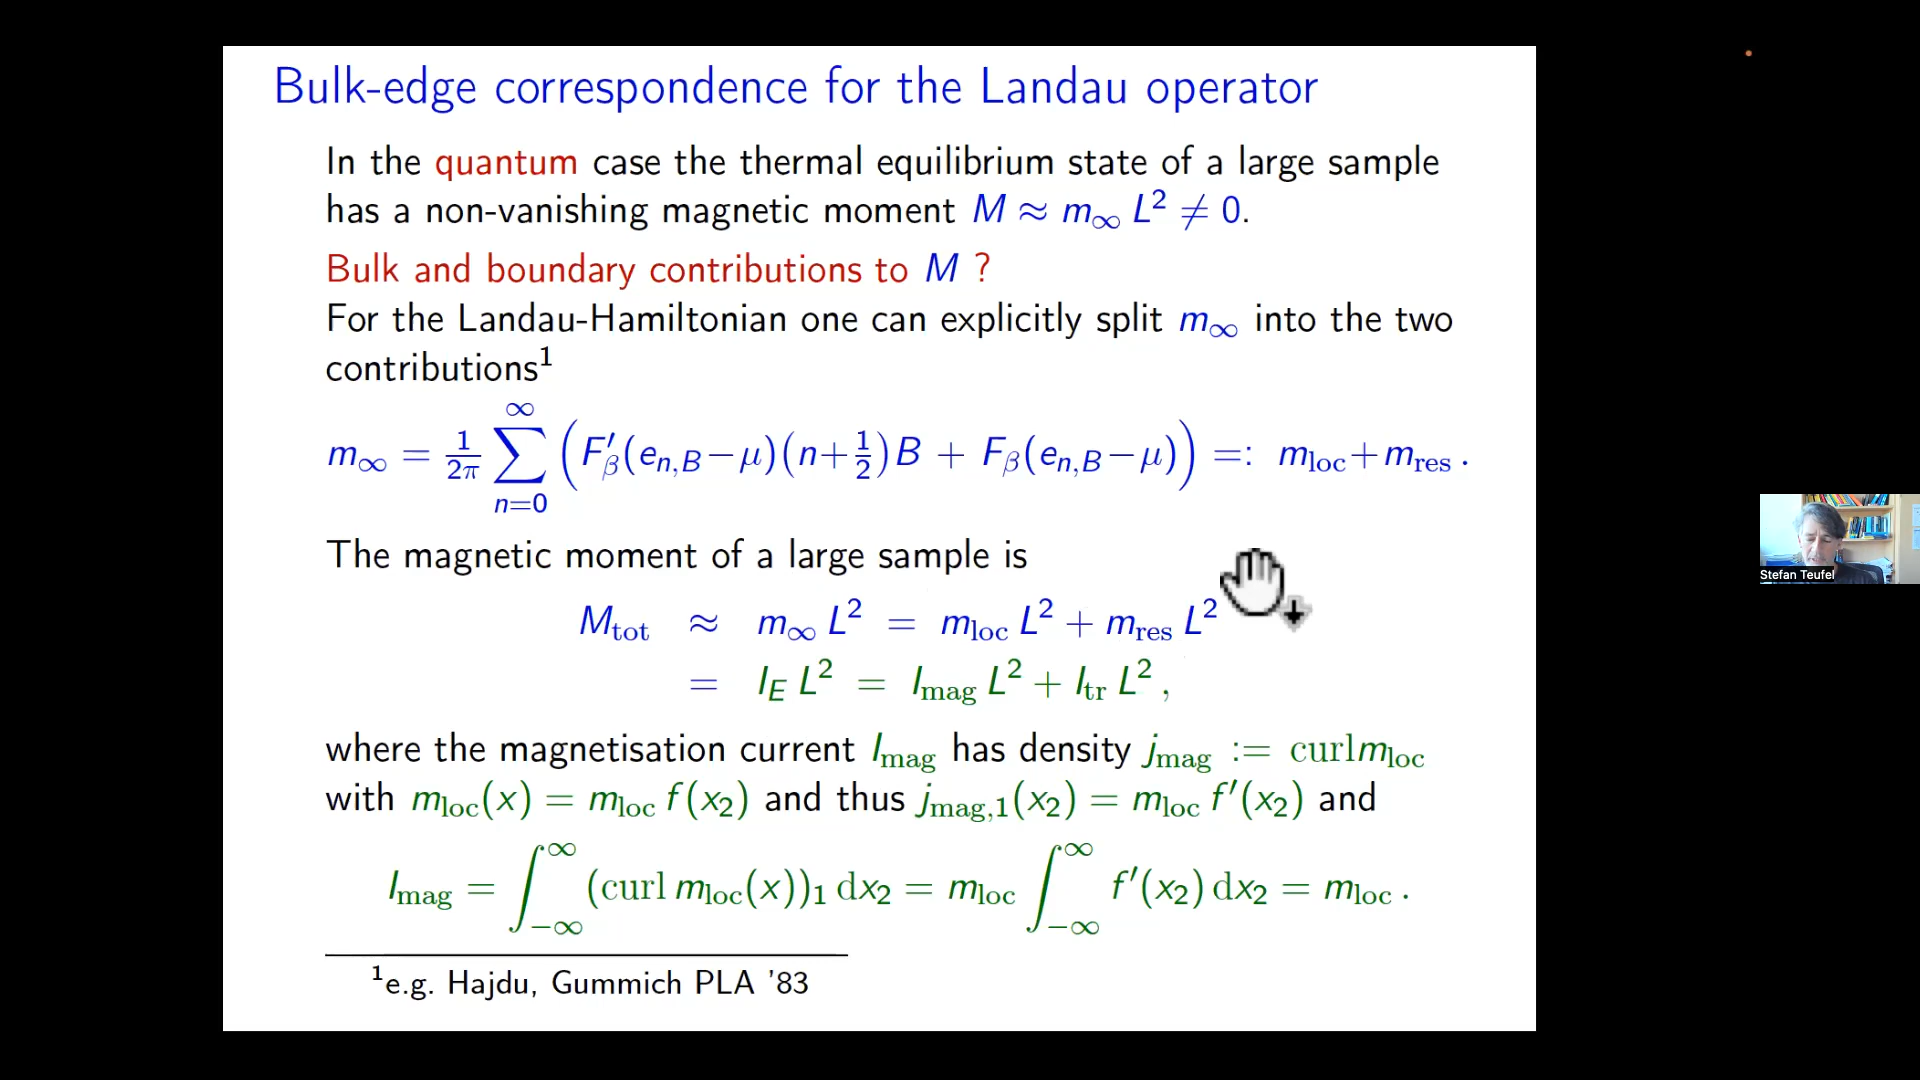 Bulk-edge correspondence for the Landau operator
In the quantum case the thermal equilibrium state of a large sample
has a non-vanishing magnetic moment M ≈ m∞ L² ≠ 0.
Bulk and boundary contributions to M ?
For the Landau-Hamiltonian one can explicitly split m∞ into the two
contributions¹
m∞ = 1/2π ∑_{n=0}^{∞} (F′_β(e_{n,B}−μ)(n+½)B + F_β(e_{n,B}−μ)) =: m_loc+m_res .
The magnetic moment of a large sample is
M_tot ≈ m∞ L² = m_loc L² + m_res L²
= I_E L² = I_mag L² + I_tr L² ,
where the magnetisation current I_mag has density j_mag := curlm_loc
with m_loc(x) = m_loc f(x₂) and thus j_{mag,1}(x₂) = m_loc f′(x₂) and
I_mag = ∫_{−∞}^{∞} (curl m_loc(x))₁ dx₂ = m_loc ∫_{−∞}^{∞} f′(x₂) dx₂ = m_loc .
¹e.g. Hajdu, Gummich PLA '83
Stefan Teufel